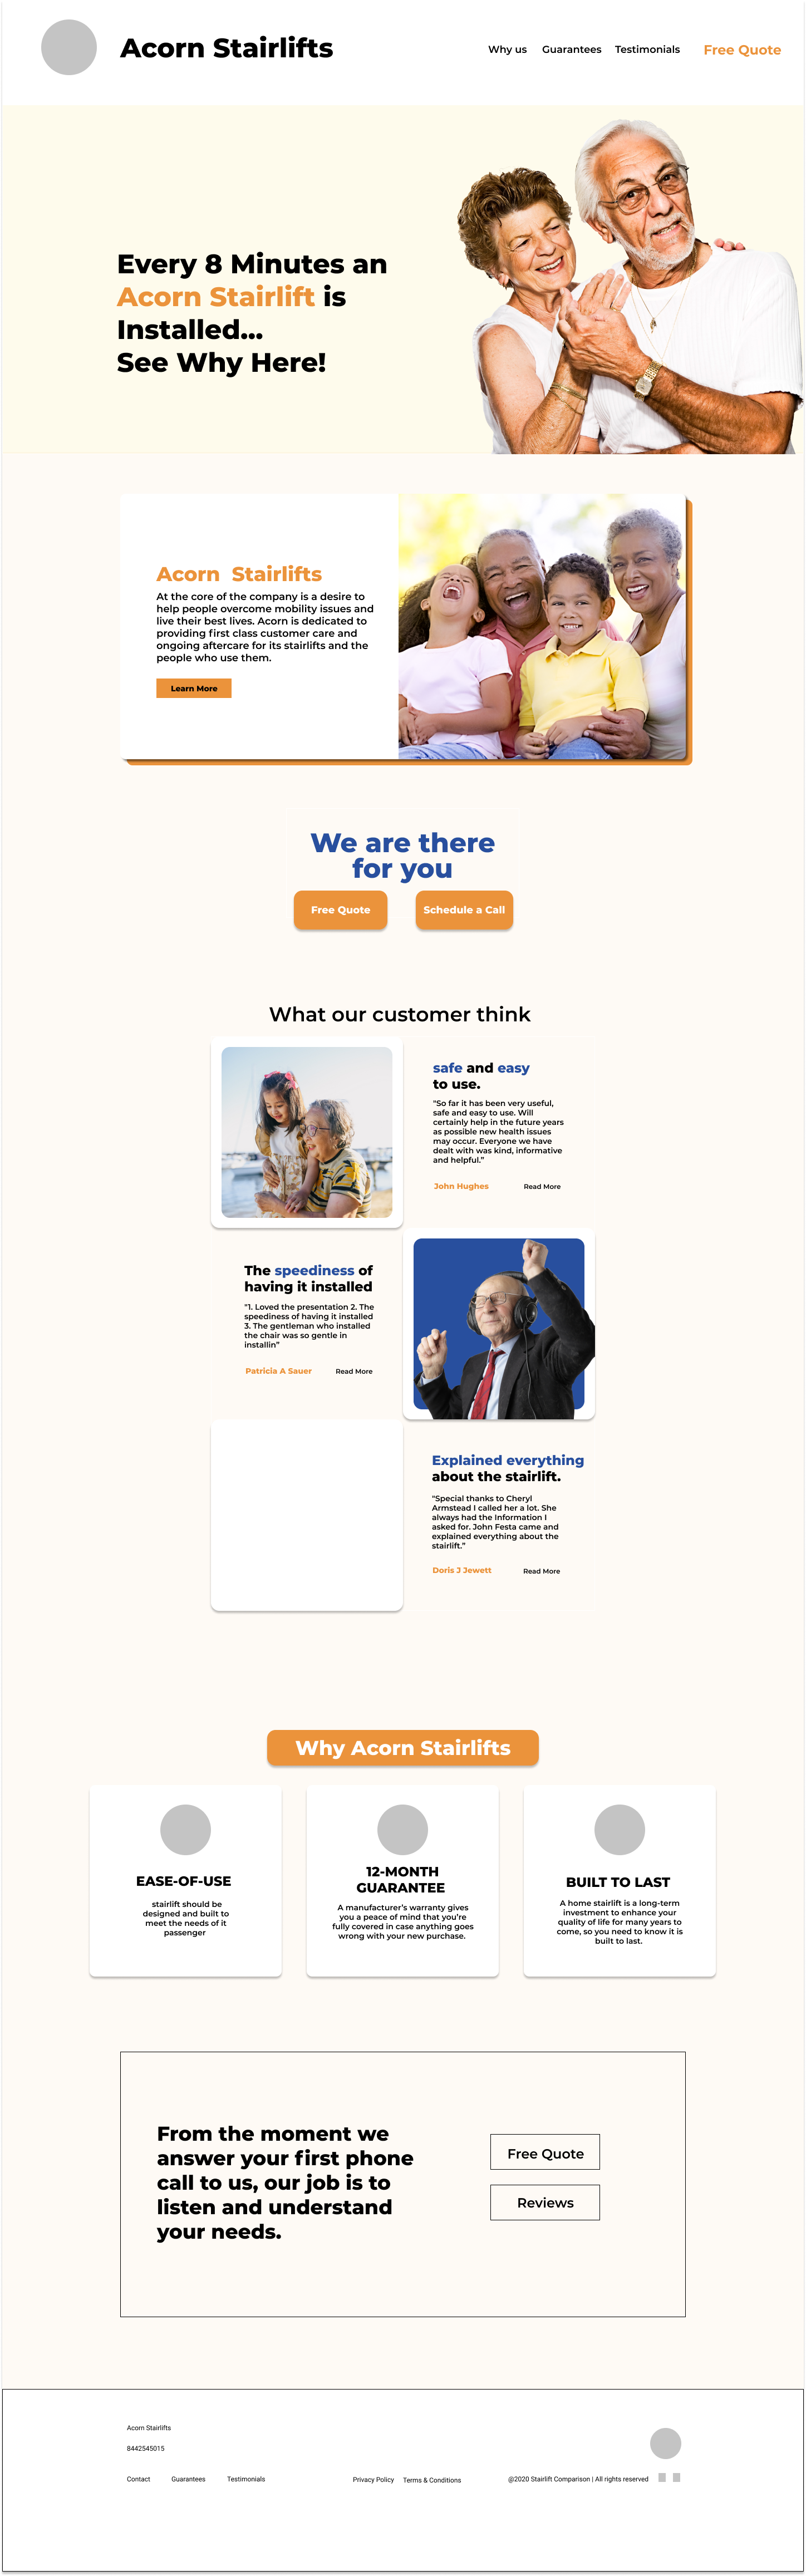 Acorn Stairlifts
Why us
Guarantees
Testimonials
Free Quote
Every 8 Minutes an
Acorn Stairlift is
Installed...
See Why Here!
Acorn Stairlifts
At the core of the company is a desire to
help people overcome mobility issues and
live their best lives. Acorn is dedicated to
providing first class customer care and
ongoing aftercare for its stairlifts and the
people who use them.
Learn More
We are there
for you
Free Quote
Schedule a Call
What our customer think
safe and easy
to use.
"So far it has been very useful,
safe and easy to use. Will
certainly help in the future years
as possible new health issues
may occur. Everyone we have
dealt with was kind, informative
and helpful."
John Hughes
Read More
The speediness of
having it installed
"1. Loved the presentation 2. The
speediness of having it installed
3. The gentleman who installed
the chair was so gentle in
installin"
Patricia A Sauer
Read More
Explained everything
about the stairlift.
"Special thanks to Cheryl
Armstead I called her a lot. She
always had the Information I
asked for. John Festa came and
explained everything about the
stairlift."
Doris J Jewett
Read More
Why Acorn Stairlifts
EASE-OF-USE
stairlift should be
designed and built to
meet the needs of it
passenger
12-MONTH
GUARANTEE
A manufacturer's warranty gives
you a peace of mind that you're
fully covered in case anything goes
wrong with your new purchase.
BUILT TO LAST
A home stairlift is a long-term
investment to enhance your
quality of life for many years to
come, so you need to know it is
built to last.
From the moment we
answer your first phone
call to us, our job is to
listen and understand
your needs.
Free Quote
Reviews
Acorn Stairlifts
8442545015
Contact
Guarantees
Testimonials
Privacy Policy
Terms & Conditions
@2020 Stairlift Comparison | All rights reserved